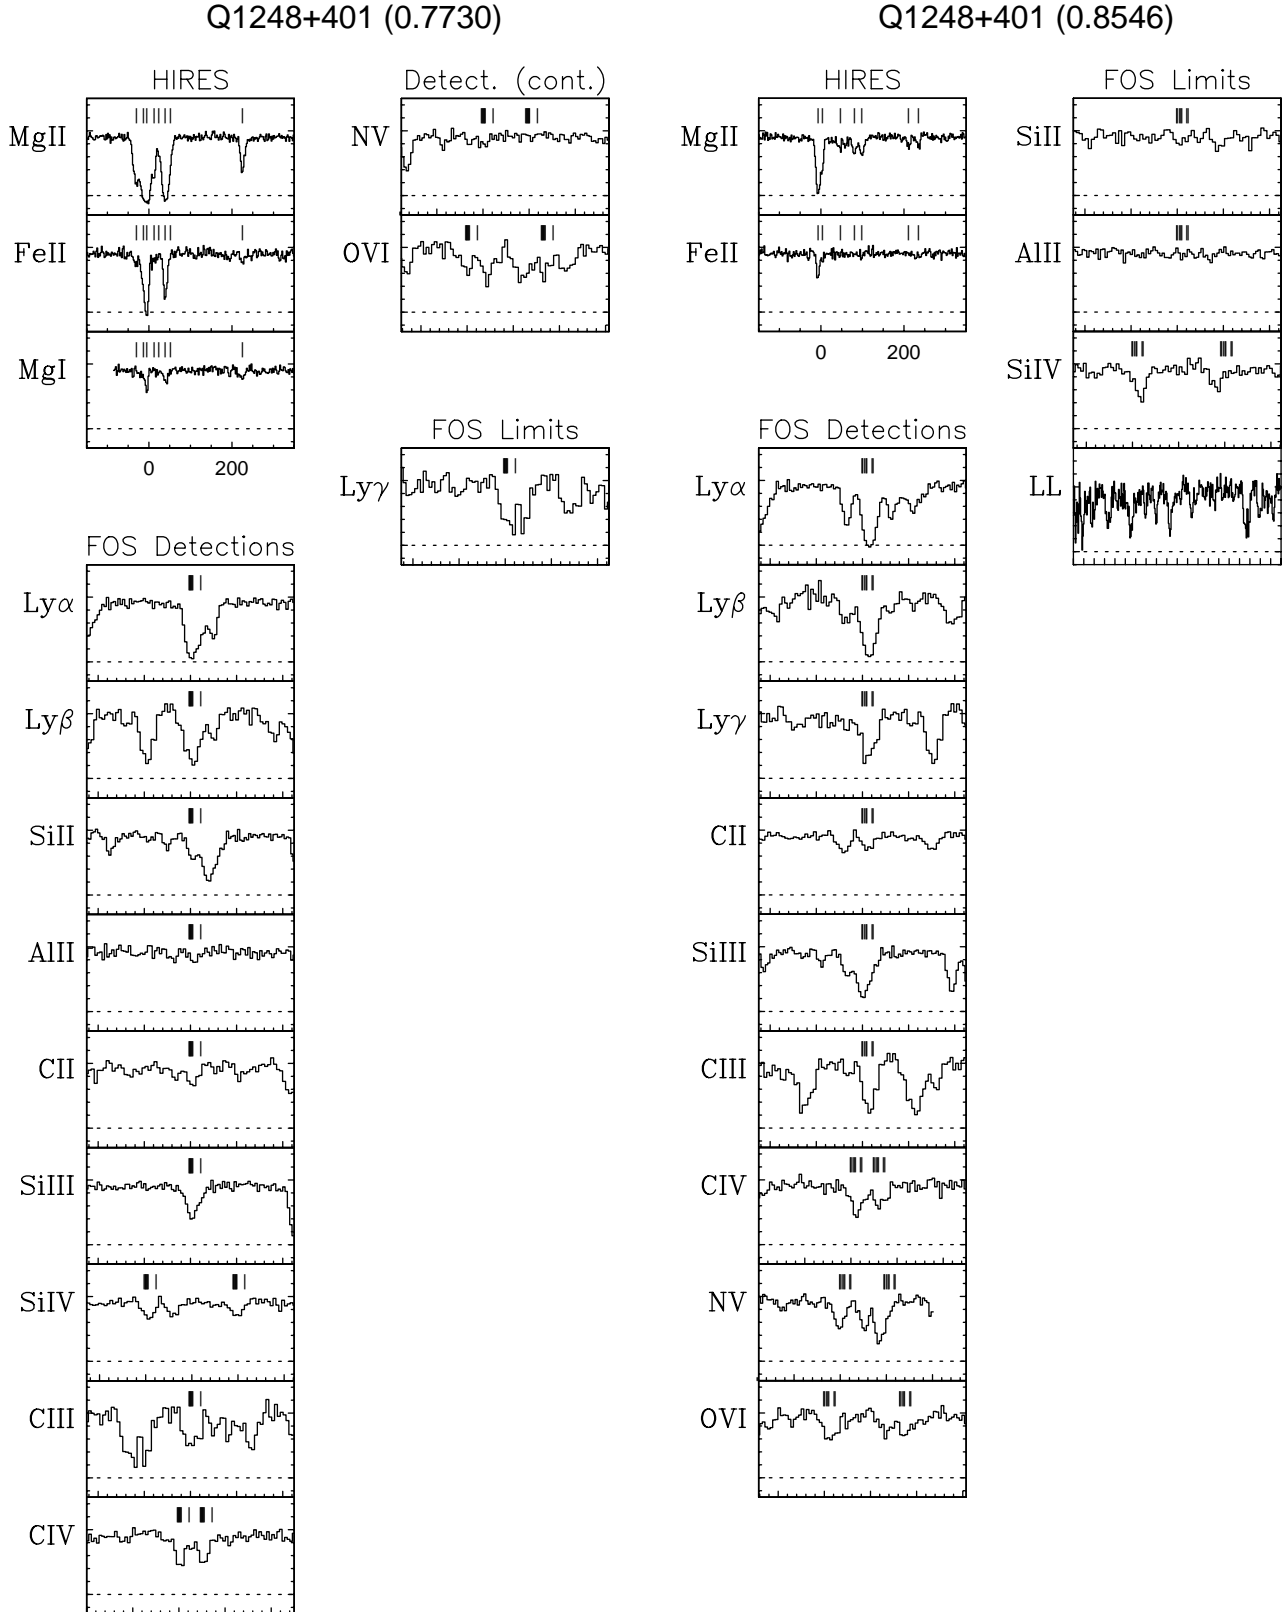 Q1248+401 (0.7730)
HIRES
MgII
FeII
MgI
0 200
FOS Detections
Lyα
Lyβ
SiII
AlII
CII
SiIII
SiIV
CIII
CIV
Detect. (cont.)
NV
OVI
FOS Limits
Lyγ
Q1248+401 (0.8546)
HIRES
MgII
FeII
0 200
FOS Detections
Lyα
Lyβ
Lyγ
CII
SiIII
CIII
CIV
NV
OVI
FOS Limits
SiII
AlII
SiIV
LL